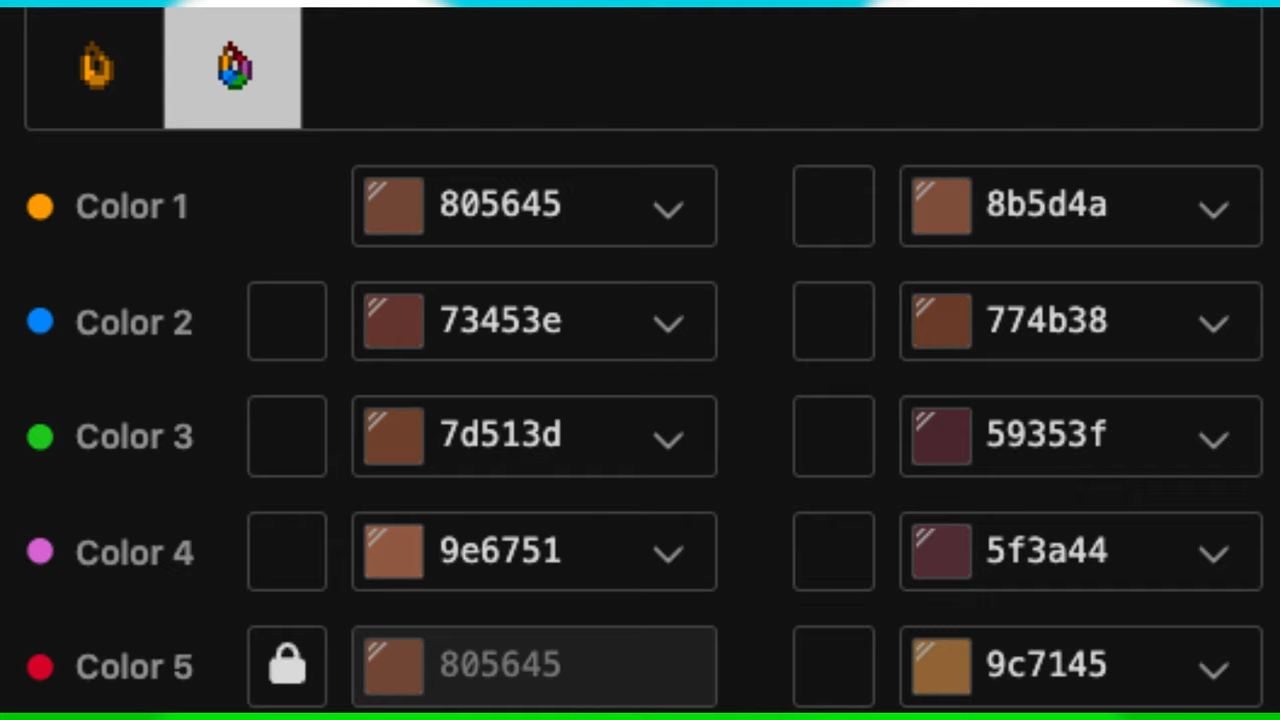 Color 1 805645 8b5d4a
Color 2 73453e 774b38
Color 3 7d513d 59353f
Color 4 9e6751 5f3a44
Color 5 805645 9c7145